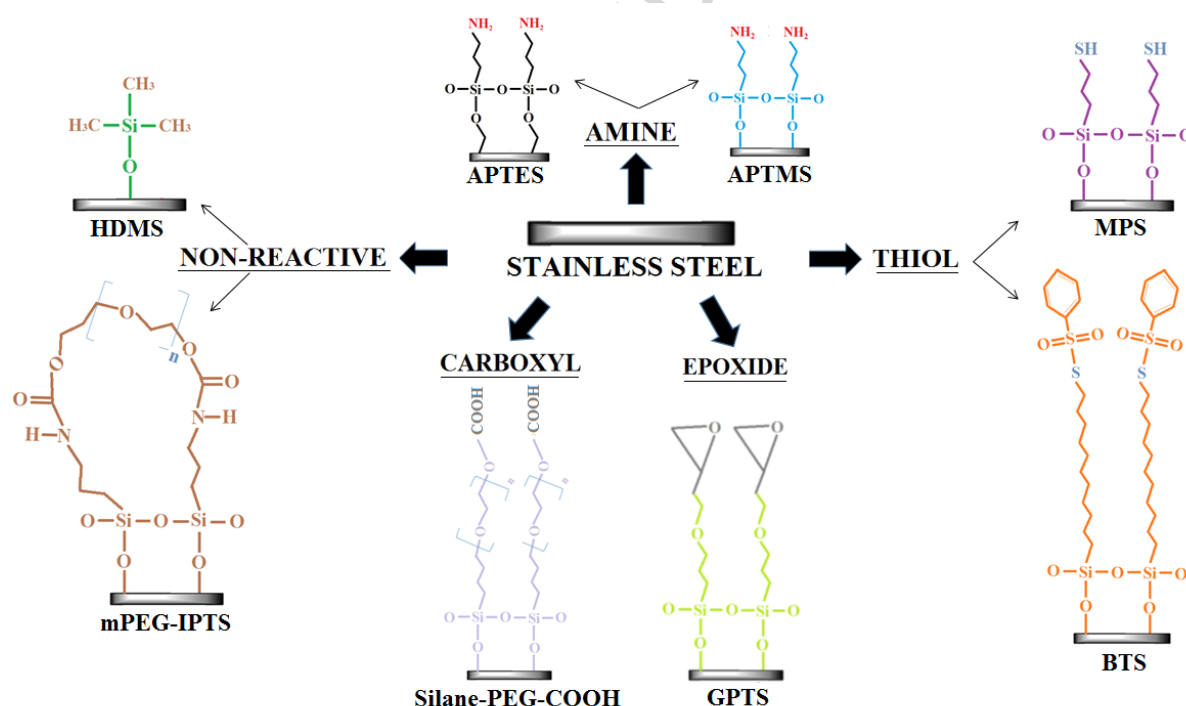 NH₂ NH₂
Si O Si
O O
O O
APTES
NH₂ NH₂
O Si O Si O
O O
APTMS
AMINE
CH₃
H₃C Si CH₃
O
HDMS
NON-REACTIVE
STAINLESS STEEL
THIOL
SH SH
O Si O Si O
O O
MPS
O
O n O
O O
H N N H
O Si O Si O
O O
mPEG-IPTS
CARBOXYL
COOH COOH
O n O n
O O
O Si O Si O
O O
Silane-PEG-COOH
EPOXIDE
O O
O O
O Si O Si O
O O
GPTS
O S O O S O
S S
O Si O Si O
O O
BTS